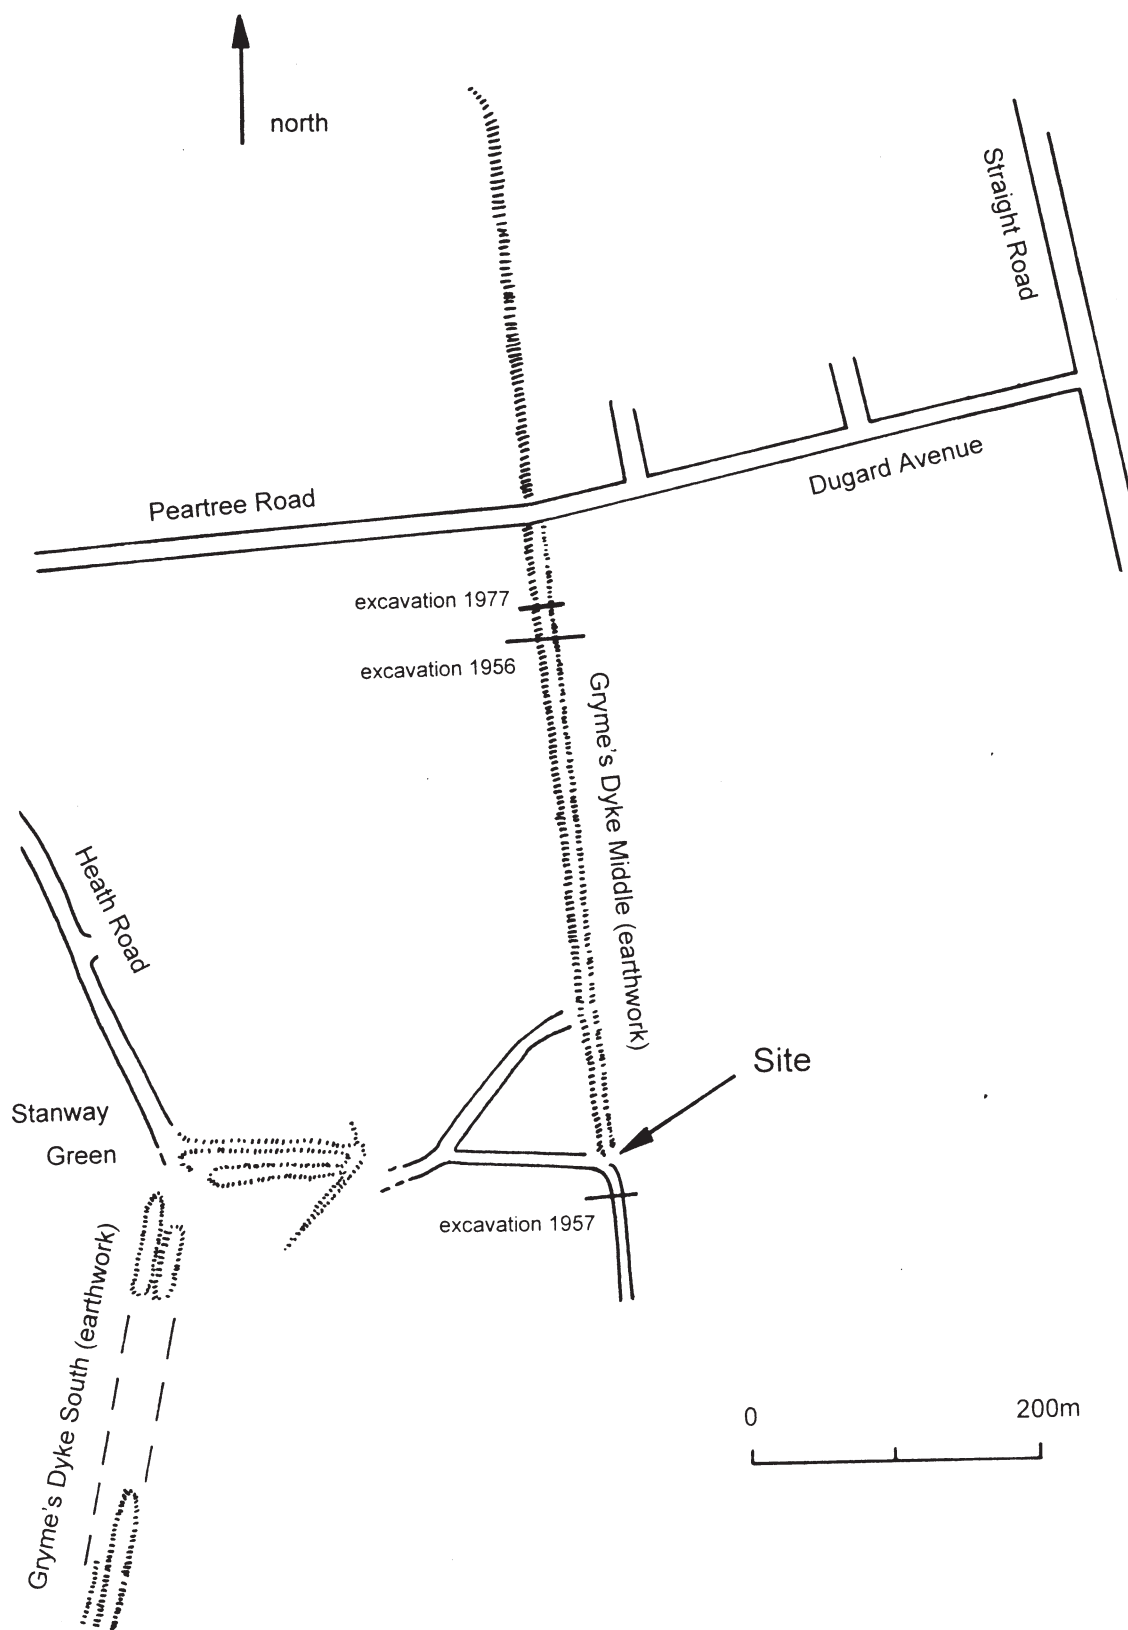 north
Straight Road
Peartree Road
Dugard Avenue
excavation 1977
excavation 1956
Gryme's Dyke Middle (earthwork)
Heath Road
Site
Stanway
Green
excavation 1957
Gryme's Dyke South (earthwork)
0 200m